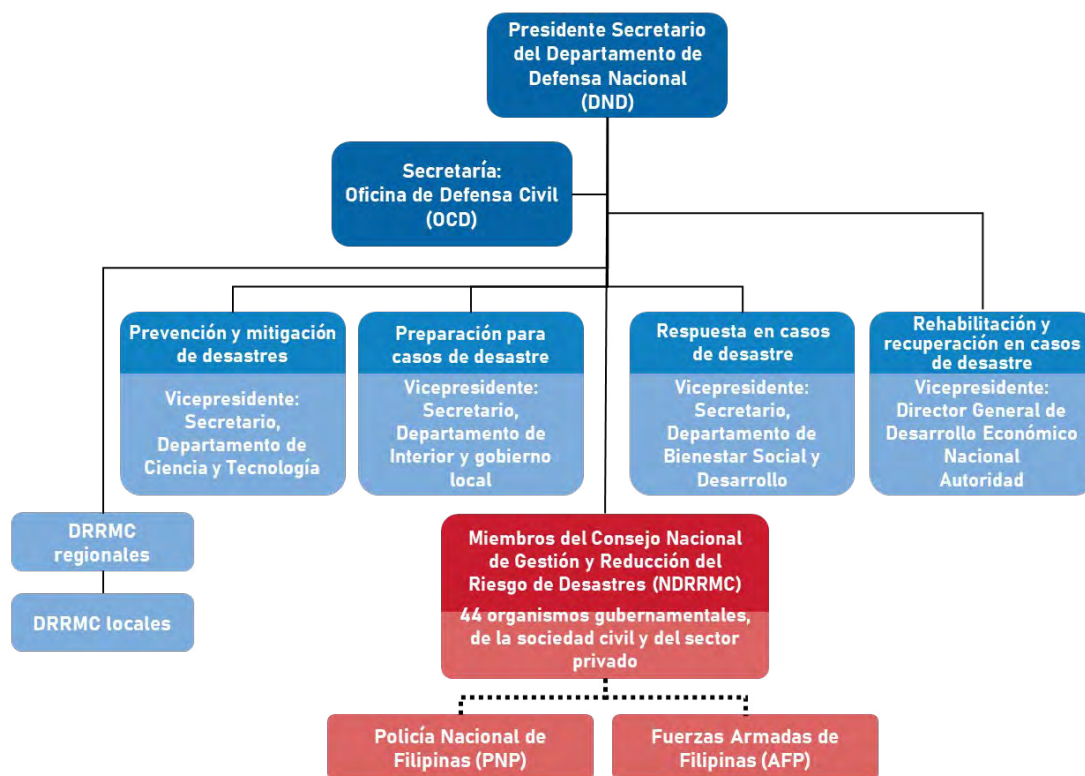 Presidente Secretario
del Departamento de
Defensa Nacional
(DND)
Secretaría:
Oficina de Defensa Civil
(OCD)
Prevención y mitigación
de desastres
Vicepresidente:
Secretario,
Departamento de
Ciencia y Tecnología
Preparación para
casos de desastre
Vicepresidente:
Secretario,
Departamento de
Interior y gobierno
local
Respuesta en casos
de desastre
Vicepresidente:
Secretario,
Departamento de
Bienestar Social y
Desarrollo
Rehabilitación y
recuperación en casos
de desastre
Vicepresidente:
Director General de
Desarrollo Económico
Nacional
Autoridad
DRRMC
regionales
DRRMC locales
Miembros del Consejo Nacional
de Gestión y Reducción del
Riesgo de Desastres (NDRRMC)
44 organismos gubernamentales,
de la sociedad civil y del sector
privado
Policía Nacional de
Filipinas (PNP)
Fuerzas Armadas de
Filipinas (AFP)